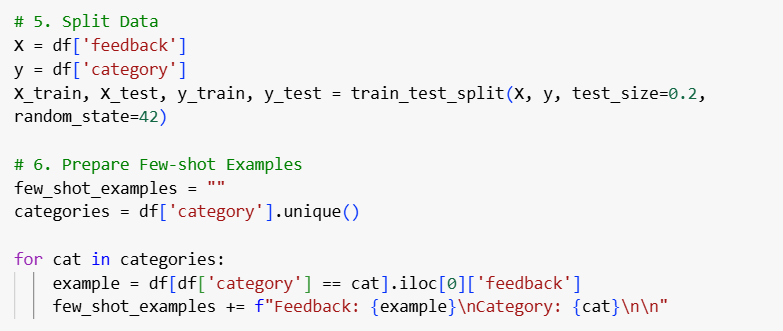 # 5. Split Data
X = df['feedback']
y = df['category']
X_train, X_test, y_train, y_test = train_test_split(X, y, test_size=0.2,
random_state=42)
# 6. Prepare Few-shot Examples
few_shot_examples = ""
categories = df['category'].unique()
for cat in categories:
    example = df[df['category'] == cat].iloc[0]['feedback']
    few_shot_examples += f"Feedback: {example}\nCategory: {cat}\n\n"